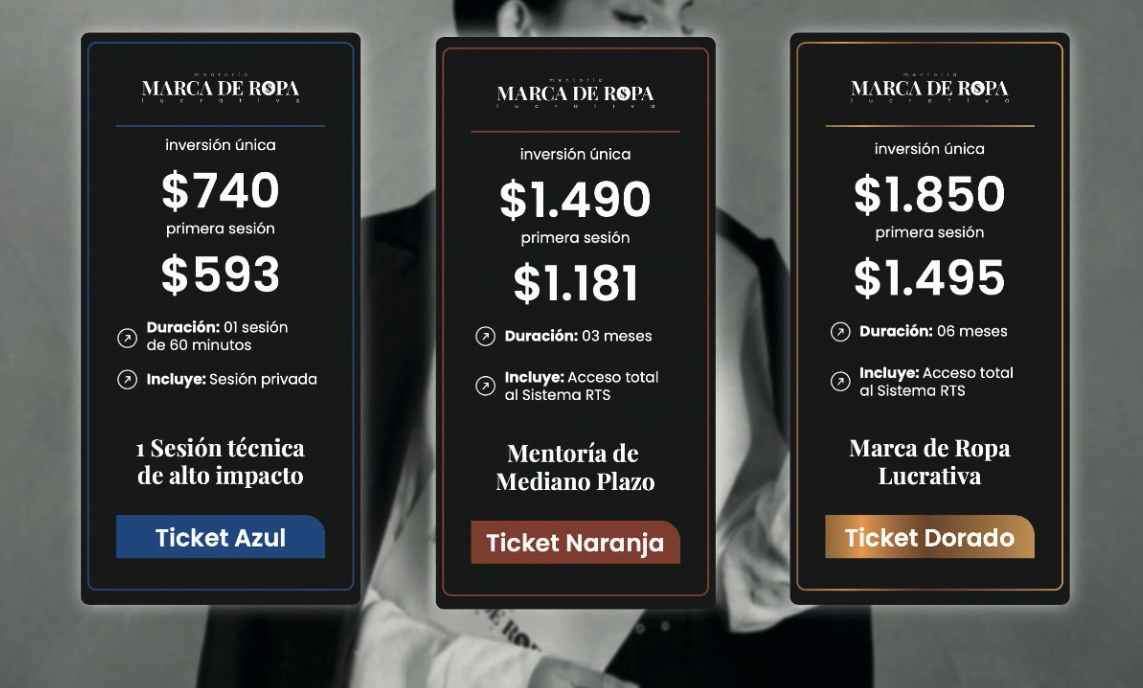 mentoría
MARCA DE ROPA
lucrativa
inversión única
$740
primera sesión
$593
Duración: 01 sesión
de 60 minutos
Incluye: Sesión privada
1 Sesión técnica
de alto impacto
Ticket Azul
mentoría
MARCA DE ROPA
lucrativa
inversión única
$1.490
primera sesión
$1.181
Duración: 03 meses
Incluye: Acceso total
al Sistema RTS
Mentoría de
Mediano Plazo
Ticket Naranja
mentoría
MARCA DE ROPA
lucrativa
inversión única
$1.850
primera sesión
$1.495
Duración: 06 meses
Incluye: Acceso total
al Sistema RTS
Marca de Ropa
Lucrativa
Ticket Dorado
DE RO